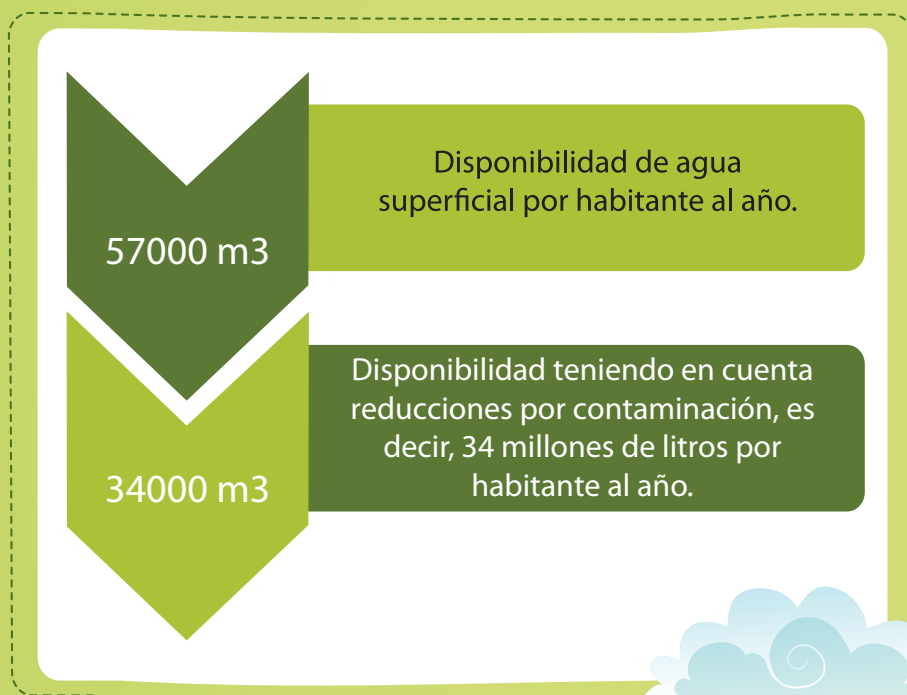 57000 m3
Disponibilidad de agua
superficial por habitante al año.
34000 m3
Disponibilidad teniendo en cuenta
reducciones por contaminación, es
decir, 34 millones de litros por
habitante al año.